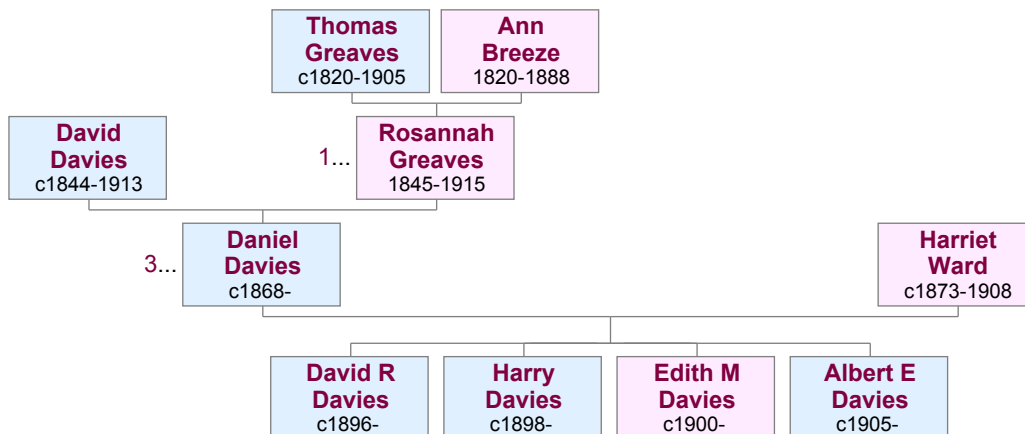 Thomas
Greaves
c1820-1905
Ann
Breeze
1820-1888
David
Davies
c1844-1913
1...
Rosannah
Greaves
1845-1915
3...
Daniel
Davies
c1868-
Harriet
Ward
c1873-1908
David R
Davies
c1896-
Harry
Davies
c1898-
Edith M
Davies
c1900-
Albert E
Davies
c1905-